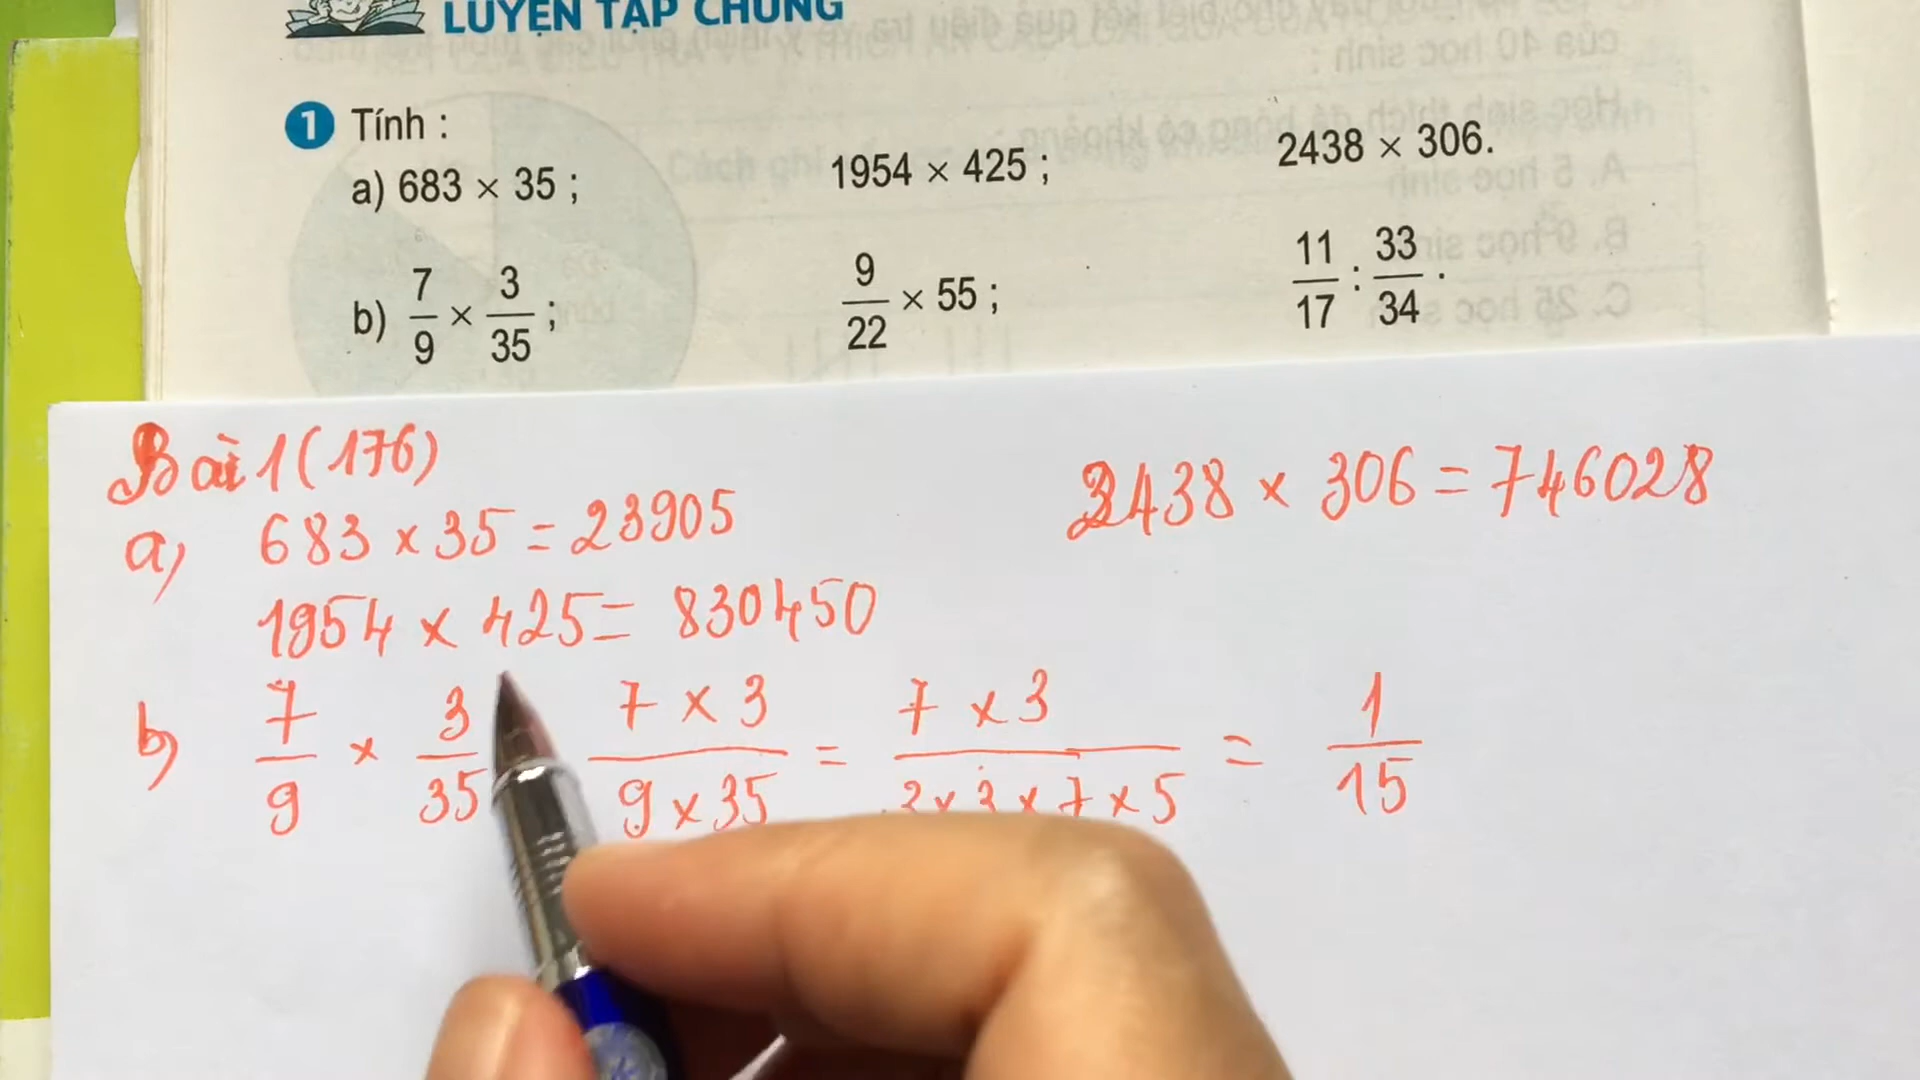 LUYỆN TẬP CHUNG
1 Tính :
a) 683 × 35 ; 1954 × 425 ; 2438 × 306.
b) 7/9 × 3/35 ; 9/22 × 55 ; 11/17 : 33/34 .
Bài 1 (176)
a, 683 × 35 = 23905 2438 × 306 = 746028
1954 × 425 = 830450
b, 7/9 × 3/35 7 × 3/9 × 35 = 7 × 3/3 × 3 × 7 × 5 = 1/15